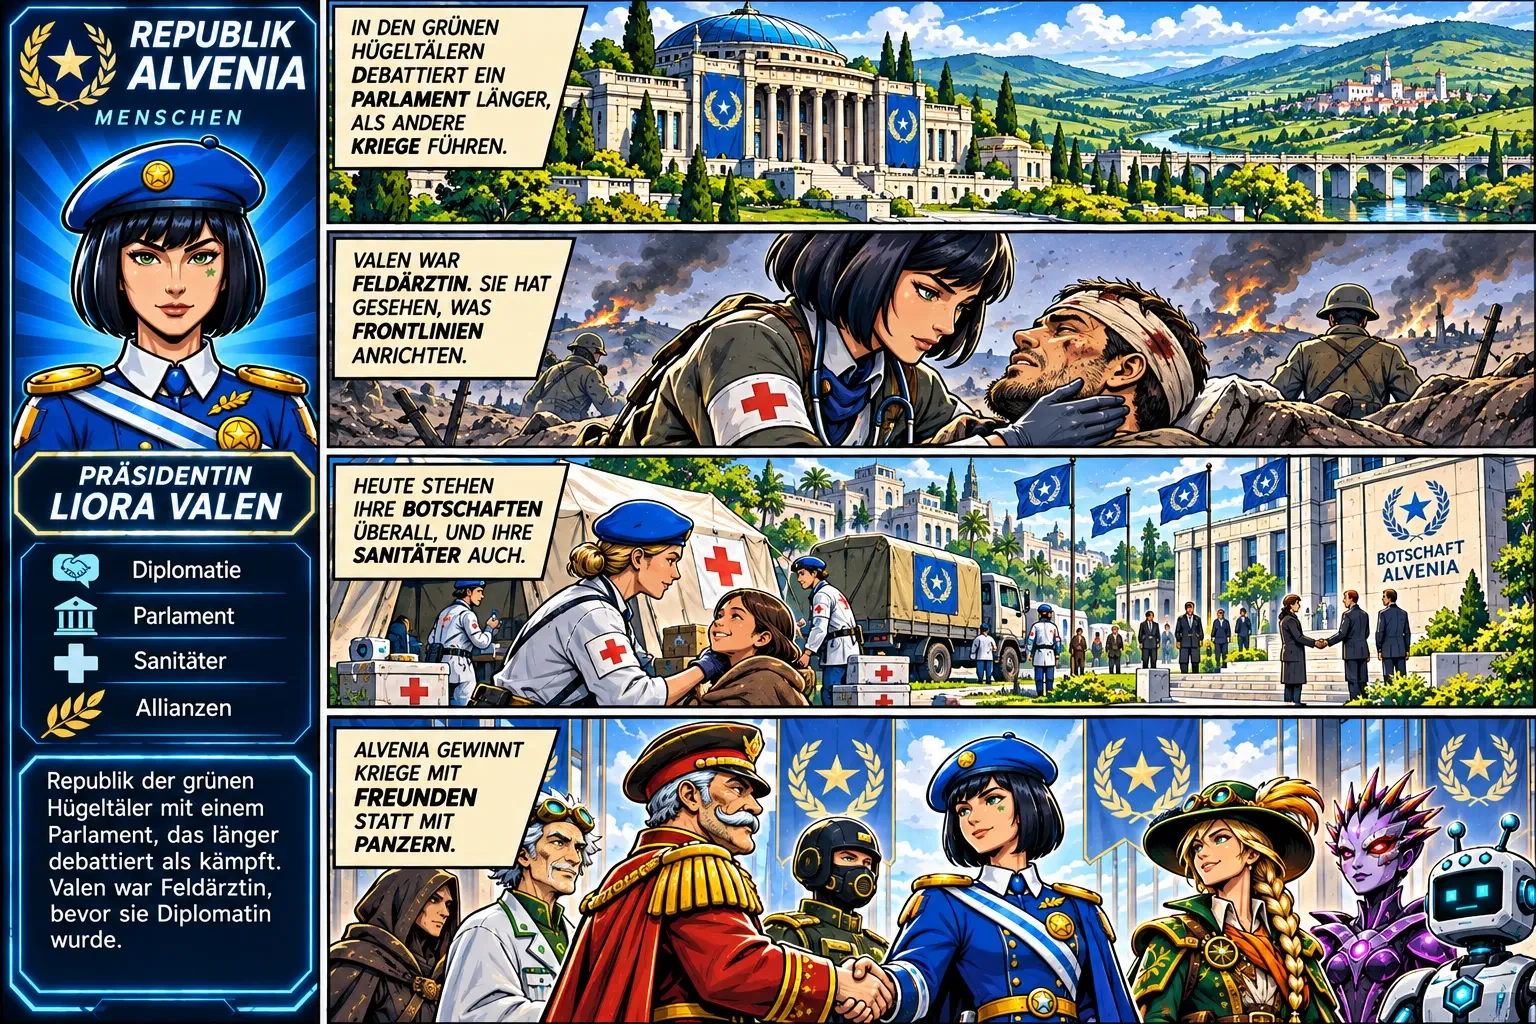 REPUBLIK
ALVENIA
MENSCHEN
PRÄSIDENTIN
LIORA VALEN
Diplomatie
Parlament
Sanitäter
Allianzen
Republik der grünen
Hügeltäler mit einem
Parlament, das länger
debattiert als kämpft.
Valen war Feldärztin,
bevor sie Diplomatin
wurde.
IN DEN GRÜNEN
HÜGELTÄLERN
DEBATTIERT EIN
PARLAMENT LÄNGER,
ALS ANDERE
KRIEGE FÜHREN.
VALEN WAR
FELDÄRZTIN. SIE HAT
GESEHEN, WAS
FRONTLINIEN
ANRICHTEN.
HEUTE STEHEN
IHRE BOTSCHAFTEN
ÜBERALL, UND IHRE
SANITÄTER AUCH.
BOTSCHAFT
ALVENIA
ALVENIA GEWINNT
KRIEGE MIT
FREUNDEN
STATT MIT
PANZERN.